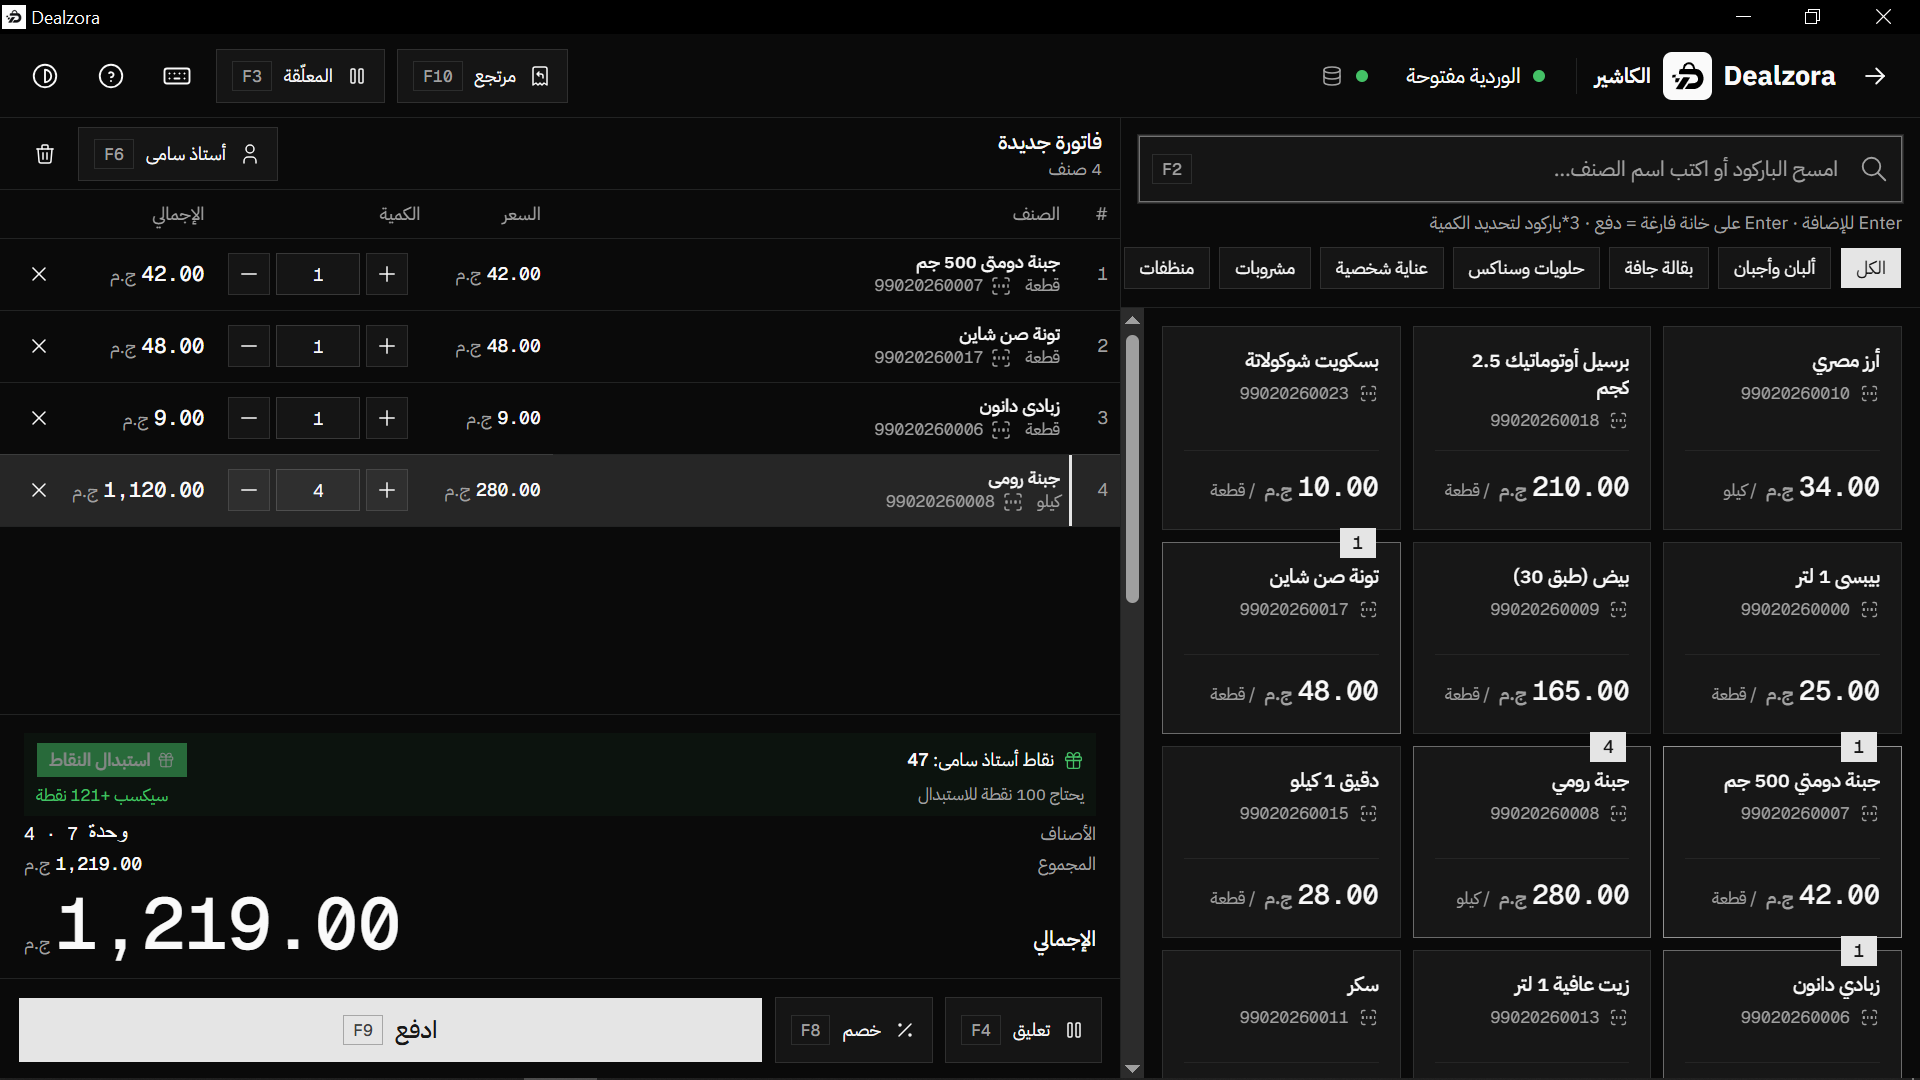 Dealzora
Dealzora
الكاشير
الوردية مفتوحة
مرتجع F10
المعلّقة F3
امسح الباركود أو اكتب اسم الصنف... F2
Enter للإضافة · Enter على خانة فارغة = دفع · 3*باركود لتحديد الكمية
الكل
ألبان وأجبان
بقالة جافة
حلويات وسناكس
عناية شخصية
مشروبات
منظفات
أرز مصري
99020260010
34.00 ج.م / كيلو
برسيل أوتوماتيك 2.5
كجم
99020260018
210.00 ج.م / قطعة
بسكويت شوكولاتة
99020260023
10.00 ج.م / قطعة
بيبسى 1 لتر
99020260000
25.00 ج.م / قطعة
بيض (طبق 30)
99020260009
165.00 ج.م / قطعة
1
تونة صن شاين
99020260017
48.00 ج.م / قطعة
1
جبنة دومتي 500 جم
99020260007
42.00 ج.م / قطعة
4
جبنة رومي
99020260008
280.00 ج.م / كيلو
دقيق 1 كيلو
99020260015
28.00 ج.م / قطعة
1
زبادي دانون
99020260006
زيت عافية 1 لتر
99020260013
سكر
99020260011
فاتورة جديدة
4 صنف
أستاذ سامى F6
# الصنف السعر الكمية الإجمالي
1 جبنة دومتى 500 جم 42.00 ج.م 1 42.00 ج.م
قطعة 99020260007
2 تونة صن شاين 48.00 ج.م 1 48.00 ج.م
قطعة 99020260017
3 زبادى دانون 9.00 ج.م 1 9.00 ج.م
قطعة 99020260006
4 جبنة رومى 280.00 ج.م 4 1,120.00 ج.م
كيلو 99020260008
نقاط أستاذ سامى: 47
استبدال النقاط
يحتاج 100 نقطة للاستبدال
سيكسب +121 نقطة
الأصناف 4 · 7 وحدة
المجموع 1,219.00 ج.م
الإجمالي 1,219.00 ج.م
تعليق F4
خصم F8
ادفع F9